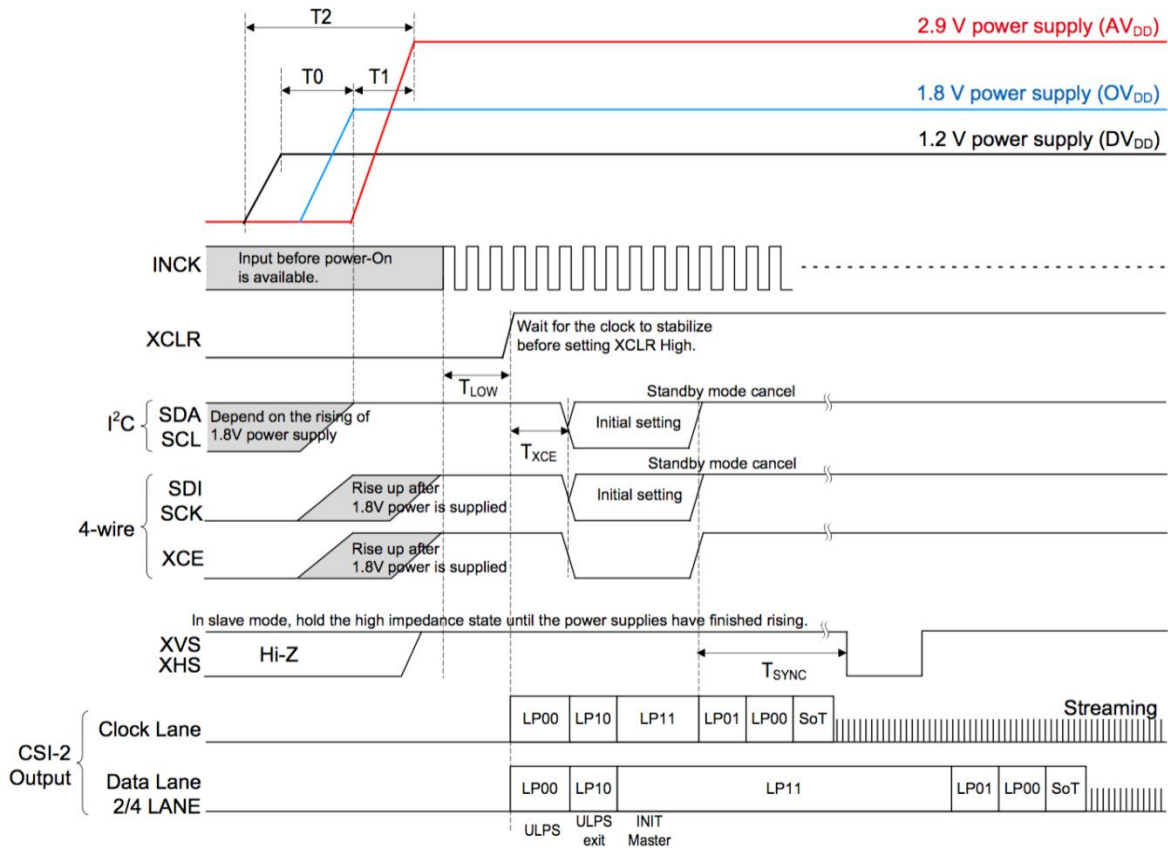 T2
2.9 V power supply (AVDD)
T0
T1
1.8 V power supply (OVDD)
1.2 V power supply (DVDD)
INCK
Input before power-On
is available.
XCLR
Wait for the clock to stabilize
before setting XCLR High.
TLOW
Standby mode cancel
I2C
SDA
SCL
Depend on the rising of
1.8V power supply
Initial setting
TXCE
Standby mode cancel
4-wire
SDI
SCK
Rise up after
1.8V power is supplied
Initial setting
XCE
Rise up after
1.8V power is supplied
In slave mode, hold the high impedance state until the power supplies have finished rising.
XVS
XHS
Hi-Z
TSYNC
CSI-2
Output
Clock Lane
LP00
LP10
LP11
LP01
LP00
SoT
Streaming
Data Lane
2/4 LANE
LP00
LP10
LP11
LP01
LP00
SoT
ULPS
ULPS
exit
INIT
Master